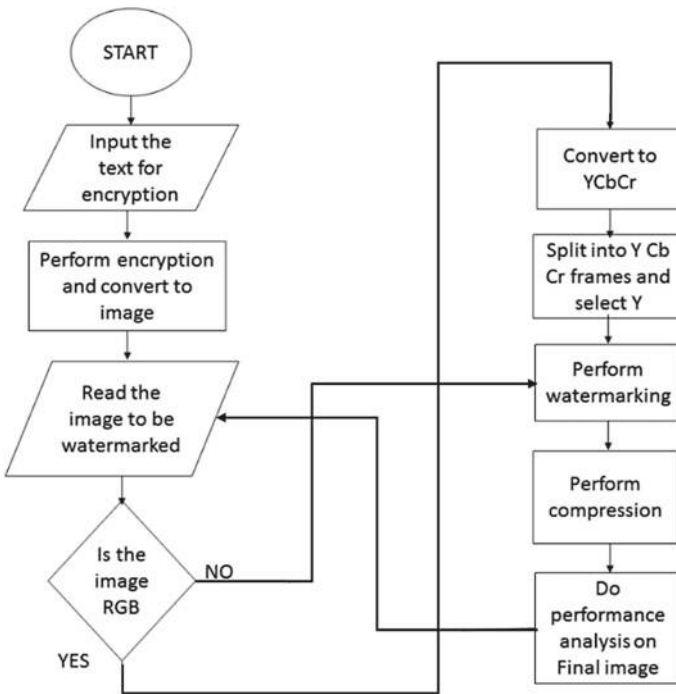 START
Input the
text for
encryption
Perform encryption
and convert to
image
Read the
image to be
watermarked
Is the
image
RGB
NO
YES
Convert to
YCbCr
Split into Y Cb
Cr frames and
select Y
Perform
watermarking
Perform
compression
Do
performance
analysis on
Final image